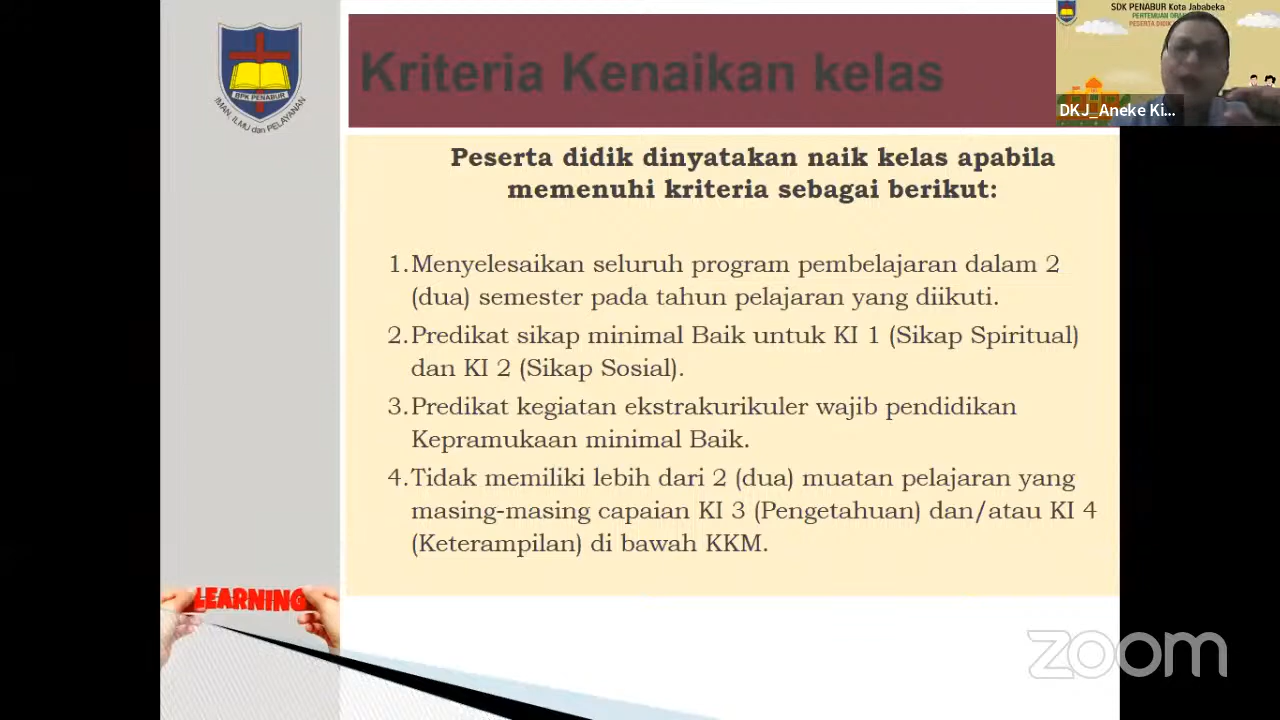 BPK PENABUR
IMAN, ILMU dan PELAYANAN
Kriteria Kenaikan kelas
SDK PENABUR Kota Jababeka
DKJ_Aneke Ki...
Peserta didik dinyatakan naik kelas apabila
memenuhi kriteria sebagai berikut:
1.Menyelesaikan seluruh program pembelajaran dalam 2
(dua) semester pada tahun pelajaran yang diikuti.
2.Predikat sikap minimal Baik untuk KI 1 (Sikap Spiritual)
dan KI 2 (Sikap Sosial).
3.Predikat kegiatan ekstrakurikuler wajib pendidikan
Kepramukaan minimal Baik.
4.Tidak memiliki lebih dari 2 (dua) muatan pelajaran yang
masing-masing capaian KI 3 (Pengetahuan) dan/atau KI 4
(Keterampilan) di bawah KKM.
LEARNING
zoom